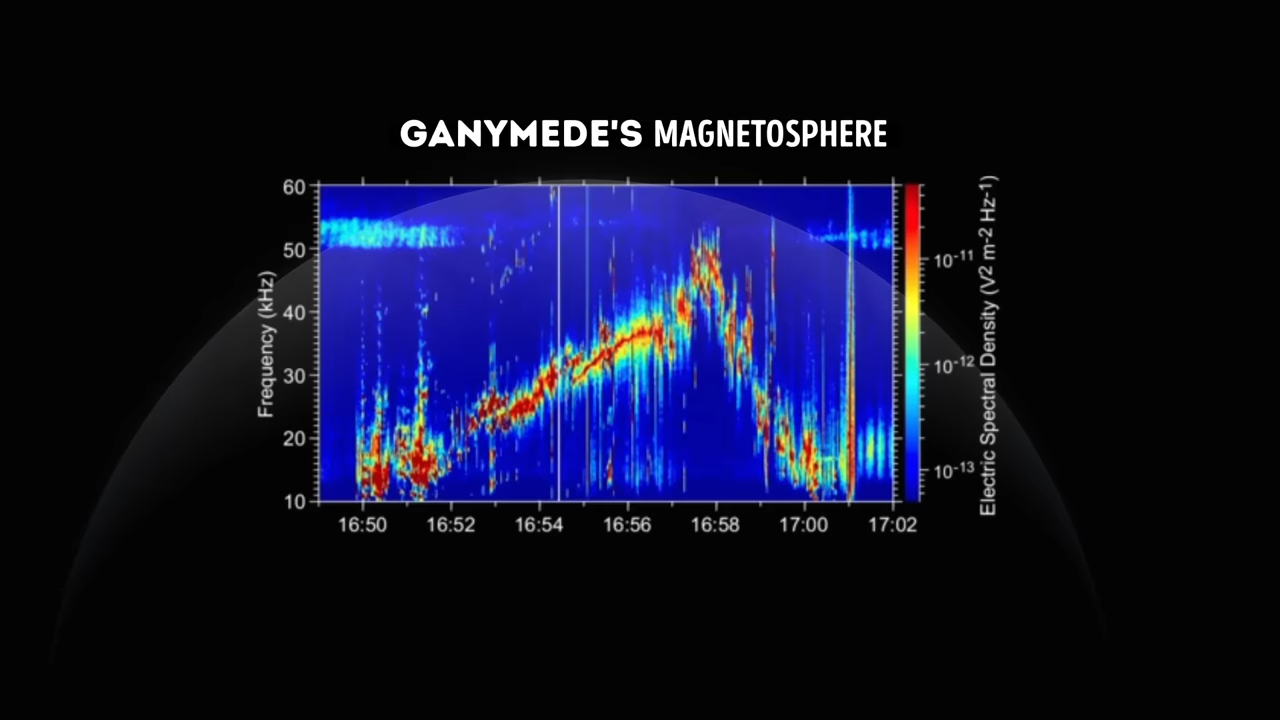 GANYMEDE'S MAGNETOSPHERE
60
50
40
30
20
10
Frequency (kHz)
16:50 16:52 16:54 16:56 16:58 17:00 17:02
10-11
10-12
10-13
Electric Spectral Density (V2 m-2 Hz-1)